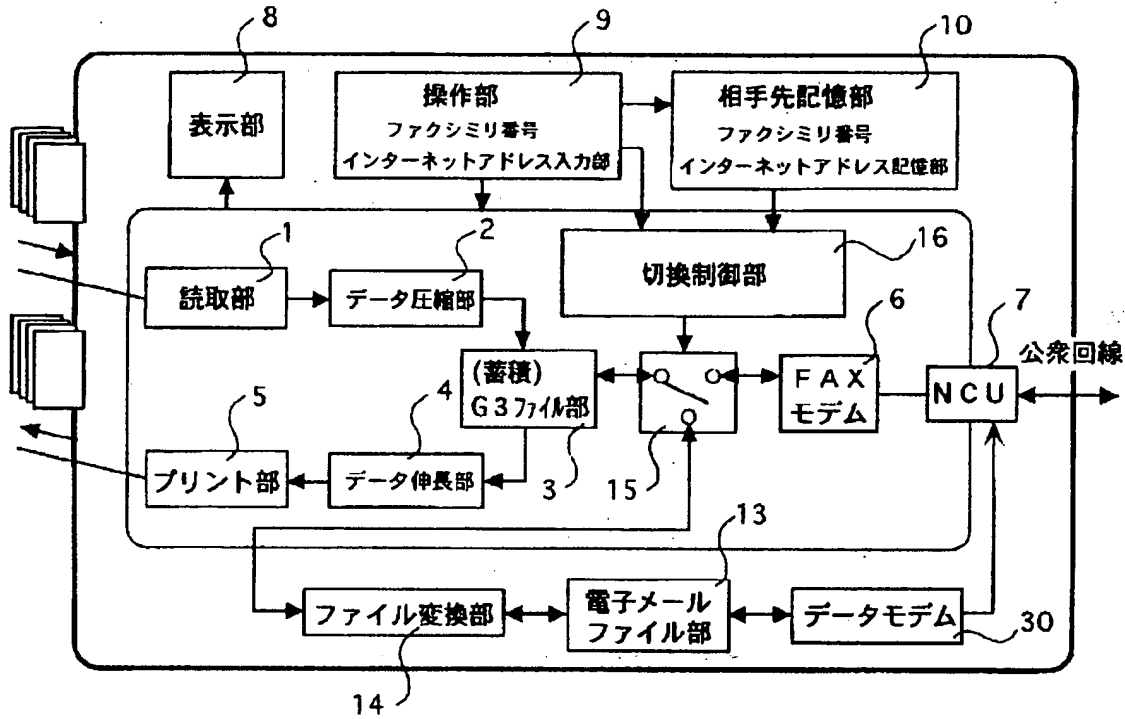 8
9
10
表示部
操作部
ファクシミリ番号
インターネットアドレス入力部
相手先記憶部
ファクシミリ番号
インターネットアドレス記憶部
1
2
16
読取部
データ圧縮部
切換制御部
6
7
公衆回線
(蓄積)
G3ファイル部
FAX
モデム
NCU
5
4
プリント部
データ伸長部
3
15
13
ファイル変換部
電子メール
ファイル部
データモデム
30
14